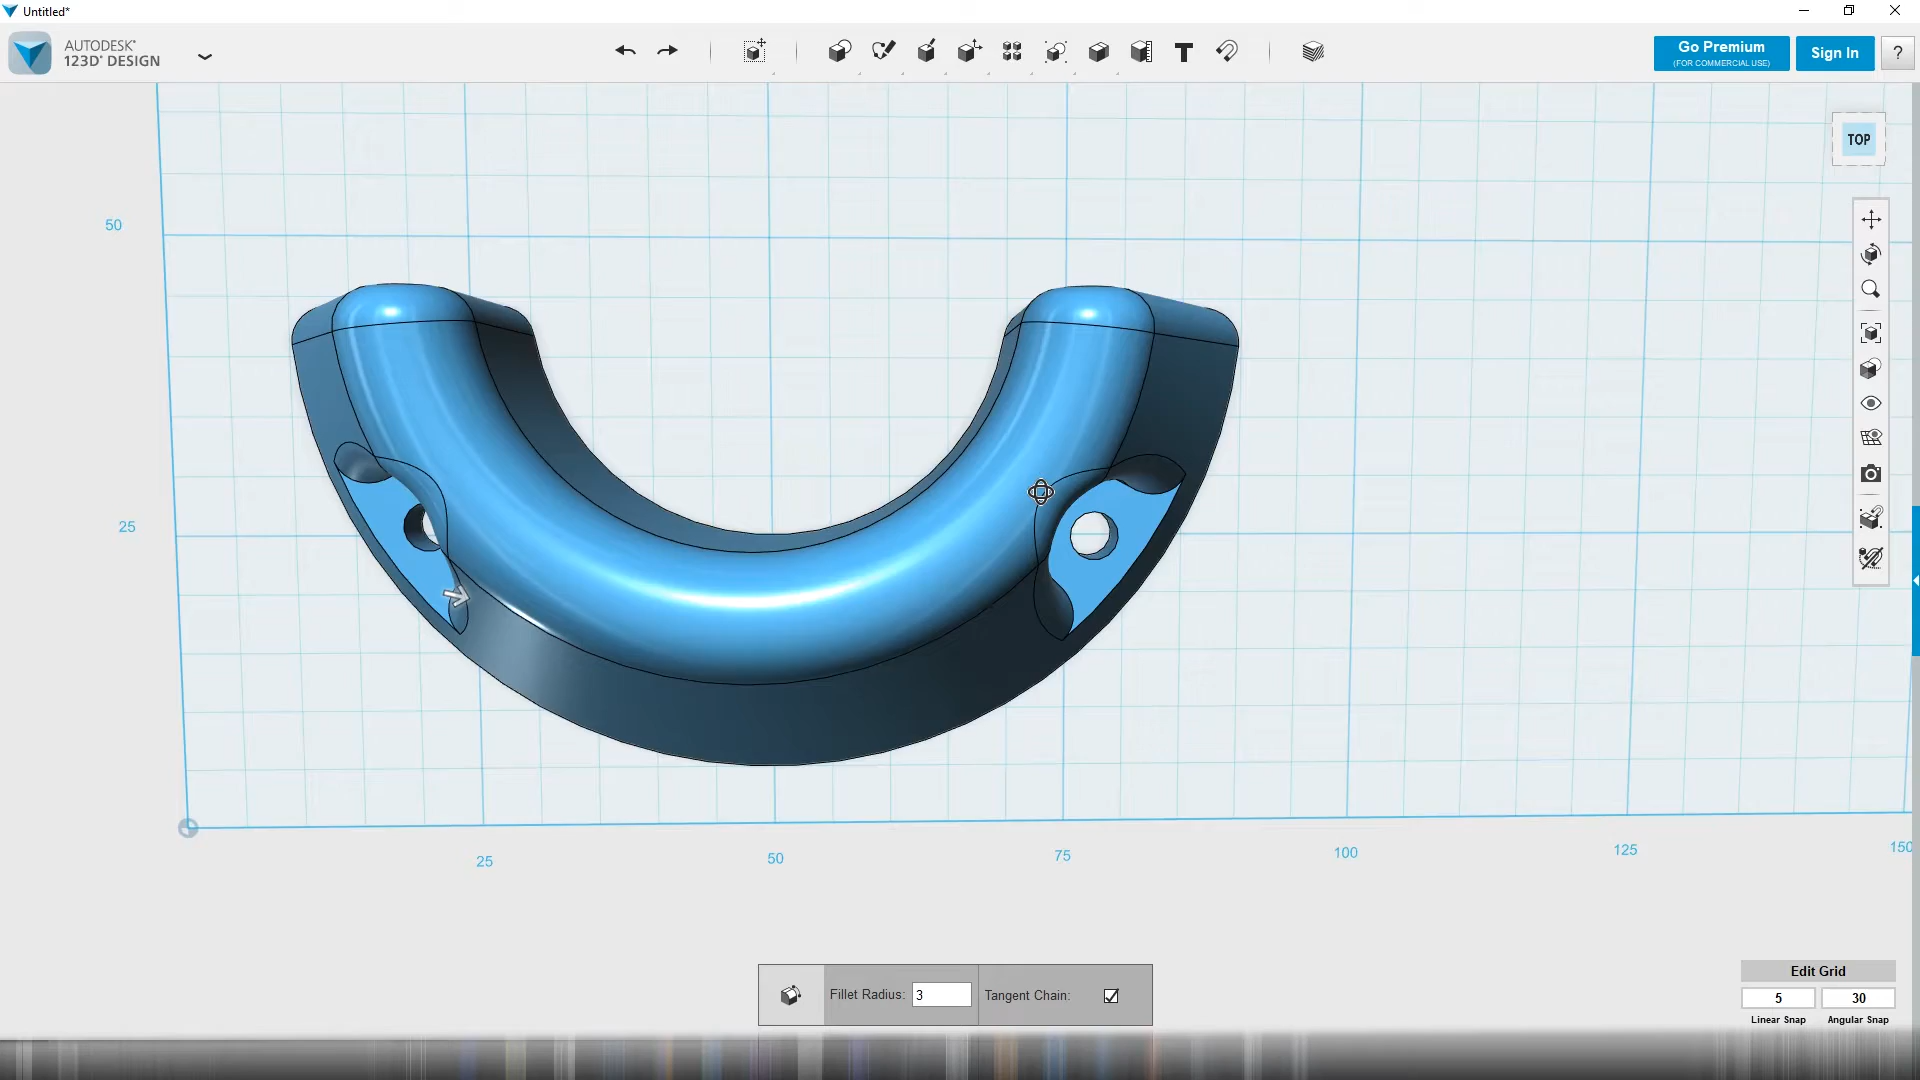 Untitled*
AUTODESK®
123D® DESIGN
T
Go Premium
(FOR COMMERCIAL USE)
Sign In
?
TOP
50
25
25
50
75
100
125
150
Fillet Radius: 3
Tangent Chain:
Edit Grid
5 30
Linear Snap Angular Snap